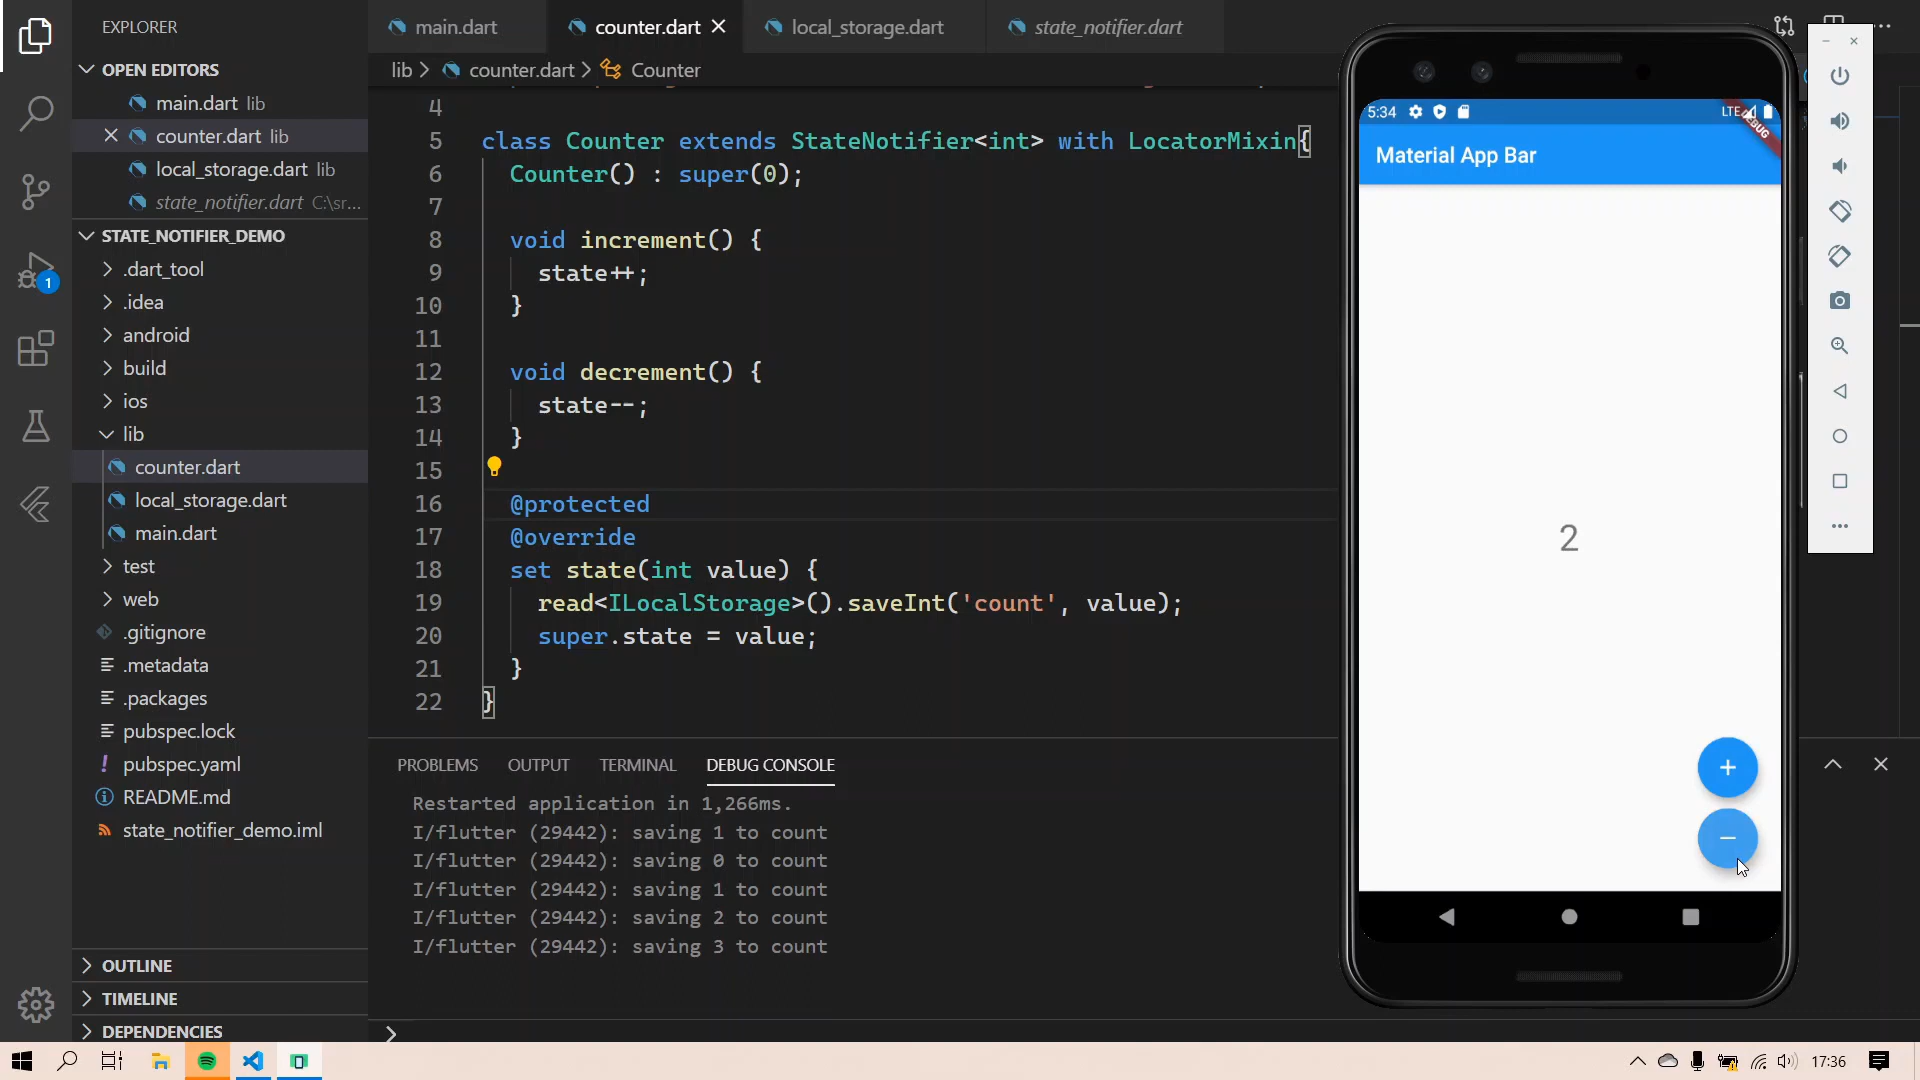 EXPLORER
OPEN EDITORS
main.dart lib
counter.dart lib
local_storage.dart lib
state_notifier.dart C:\sr...
STATE_NOTIFIER_DEMO
.dart_tool
.idea
android
build
ios
lib
counter.dart
local_storage.dart
main.dart
test
web
.gitignore
.metadata
.packages
pubspec.lock
pubspec.yaml
README.md
state_notifier_demo.iml
OUTLINE
TIMELINE
DEPENDENCIES
1
main.dart
counter.dart
local_storage.dart
state_notifier.dart
lib > counter.dart > Counter
4
5 class Counter extends StateNotifier<int> with LocatorMixin{
6 Counter() : super(0);
7
8 void increment() {
9 state++;
10 }
11
12 void decrement() {
13 state--;
14 }
15
16 @protected
17 @override
18 set state(int value) {
19 read<ILocalStorage>().saveInt('count', value);
20 super.state = value;
21 }
22 }
PROBLEMS OUTPUT TERMINAL DEBUG CONSOLE
Restarted application in 1,266ms.
I/flutter (29442): saving 1 to count
I/flutter (29442): saving 0 to count
I/flutter (29442): saving 1 to count
I/flutter (29442): saving 2 to count
I/flutter (29442): saving 3 to count
5:34 LTE
DEBUG
Material App Bar
2
17:36